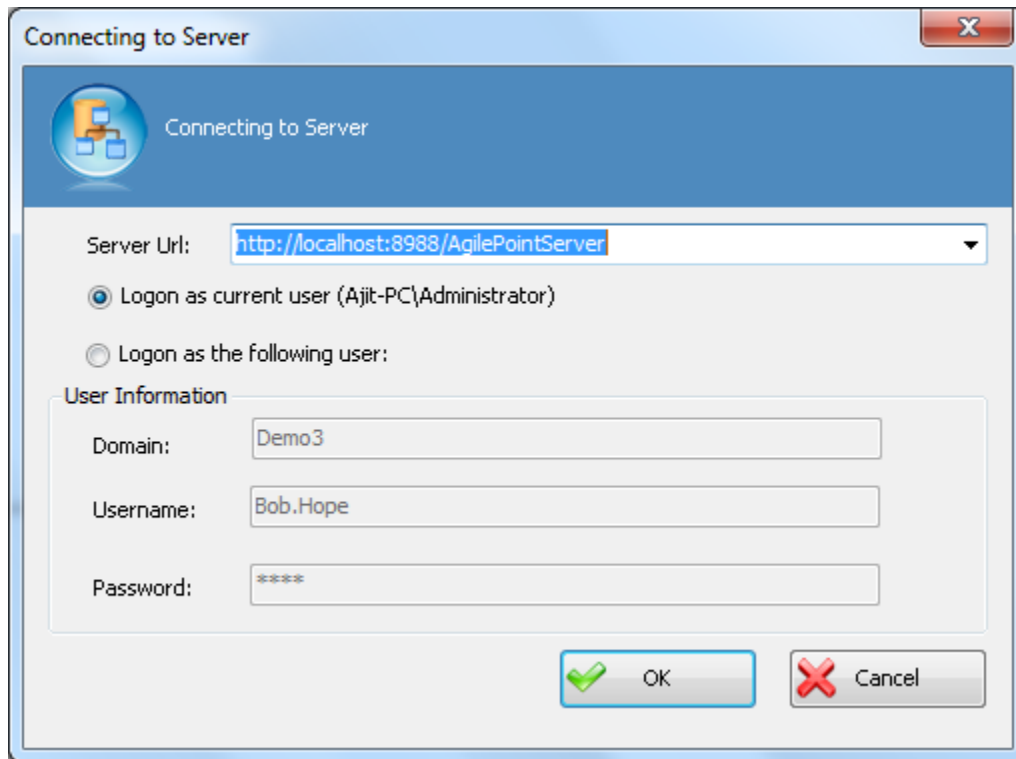 Connecting to Server
Connecting to Server
Server Url: http://localhost:8988/AgilePointServer
Logon as current user (Ajit-PC\Administrator)
Logon as the following user:
User Information
Domain: Demo3
Username: Bob.Hope
Password: ****
OK Cancel